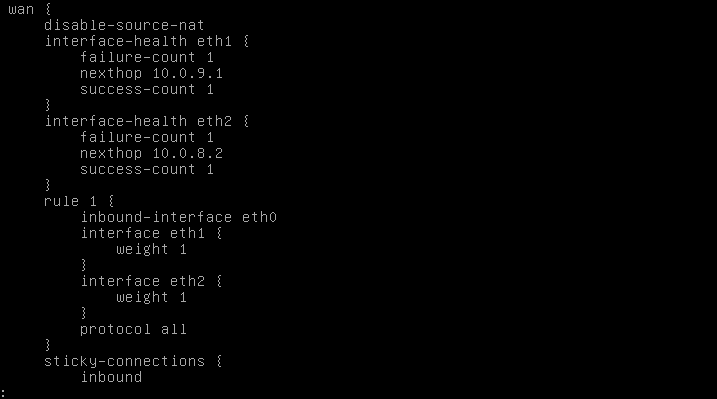 wan {
    disable-source-nat
    interface-health eth1 {
        failure-count 1
        nexthop 10.0.9.1
        success-count 1
    }
    interface-health eth2 {
        failure-count 1
        nexthop 10.0.8.2
        success-count 1
    }
    rule 1 {
        inbound-interface eth0
        interface eth1 {
            weight 1
        }
        interface eth2 {
            weight 1
        }
        protocol all
    }
    sticky-connections {
        inbound
: